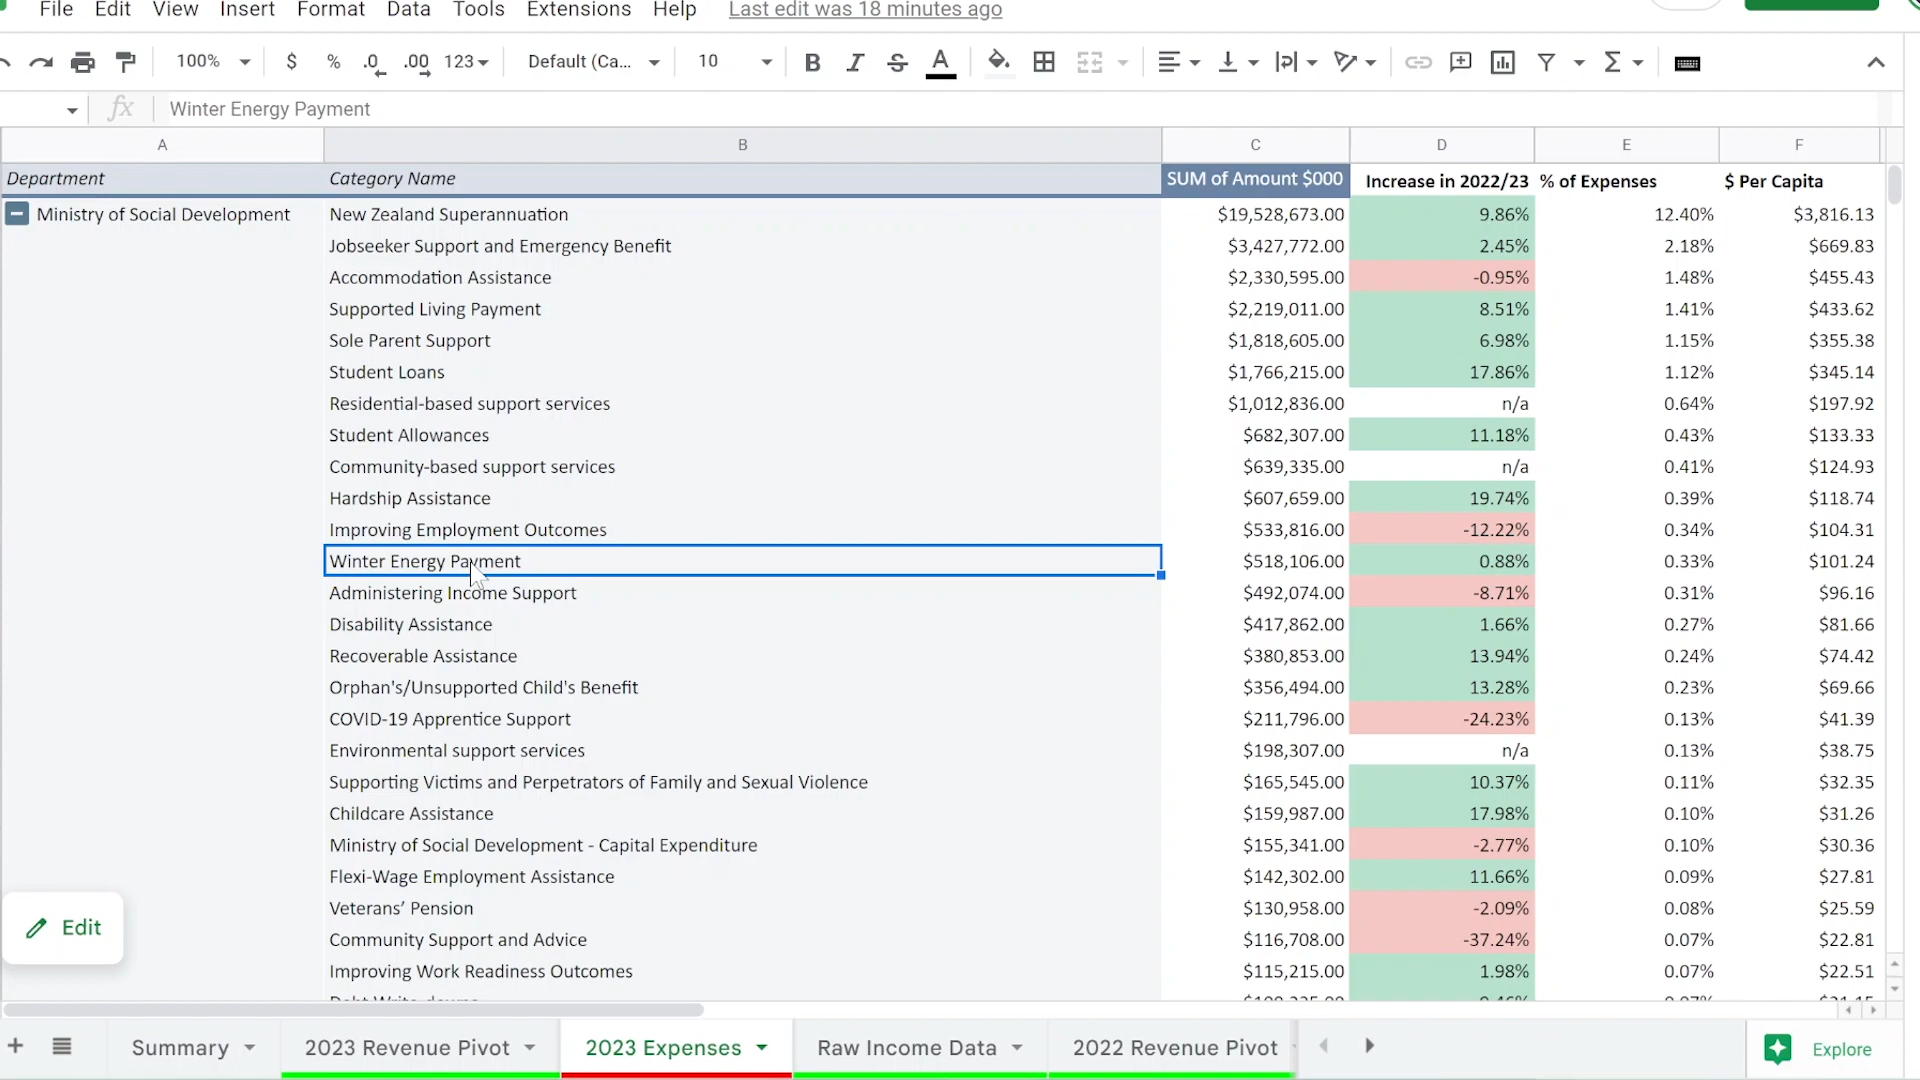 File Edit View Insert Format Data Tools Extensions Help Last edit was 18 minutes ago
100% $ % .0 .00 123 Default (Ca... 10 B I S A
fx Winter Energy Payment
A B C D E F
Department Category Name SUM of Amount $000 Increase in 2022/23 % of Expenses $ Per Capita
Ministry of Social Development New Zealand Superannuation $19,528,673.00 9.86% 12.40% $3,816.13
Jobseeker Support and Emergency Benefit $3,427,772.00 2.45% 2.18% $669.83
Accommodation Assistance $2,330,595.00 -0.95% 1.48% $455.43
Supported Living Payment $2,219,011.00 8.51% 1.41% $433.62
Sole Parent Support $1,818,605.00 6.98% 1.15% $355.38
Student Loans $1,766,215.00 17.86% 1.12% $345.14
Residential-based support services $1,012,836.00 n/a 0.64% $197.92
Student Allowances $682,307.00 11.18% 0.43% $133.33
Community-based support services $639,335.00 n/a 0.41% $124.93
Hardship Assistance $607,659.00 19.74% 0.39% $118.74
Improving Employment Outcomes $533,816.00 -12.22% 0.34% $104.31
Winter Energy Payment $518,106.00 0.88% 0.33% $101.24
Administering Income Support $492,074.00 -8.71% 0.31% $96.16
Disability Assistance $417,862.00 1.66% 0.27% $81.66
Recoverable Assistance $380,853.00 13.94% 0.24% $74.42
Orphan's/Unsupported Child's Benefit $356,494.00 13.28% 0.23% $69.66
COVID-19 Apprentice Support $211,796.00 -24.23% 0.13% $41.39
Environmental support services $198,307.00 n/a 0.13% $38.75
Supporting Victims and Perpetrators of Family and Sexual Violence $165,545.00 10.37% 0.11% $32.35
Childcare Assistance $159,987.00 17.98% 0.10% $31.26
Ministry of Social Development - Capital Expenditure $155,341.00 -2.77% 0.10% $30.36
Flexi-Wage Employment Assistance $142,302.00 11.66% 0.09% $27.81
Veterans’ Pension $130,958.00 -2.09% 0.08% $25.59
Edit
Community Support and Advice $116,708.00 -37.24% 0.07% $22.81
Improving Work Readiness Outcomes $115,215.00 1.98% 0.07% $22.51
Summary 2023 Revenue Pivot 2023 Expenses Raw Income Data 2022 Revenue Pivot Explore